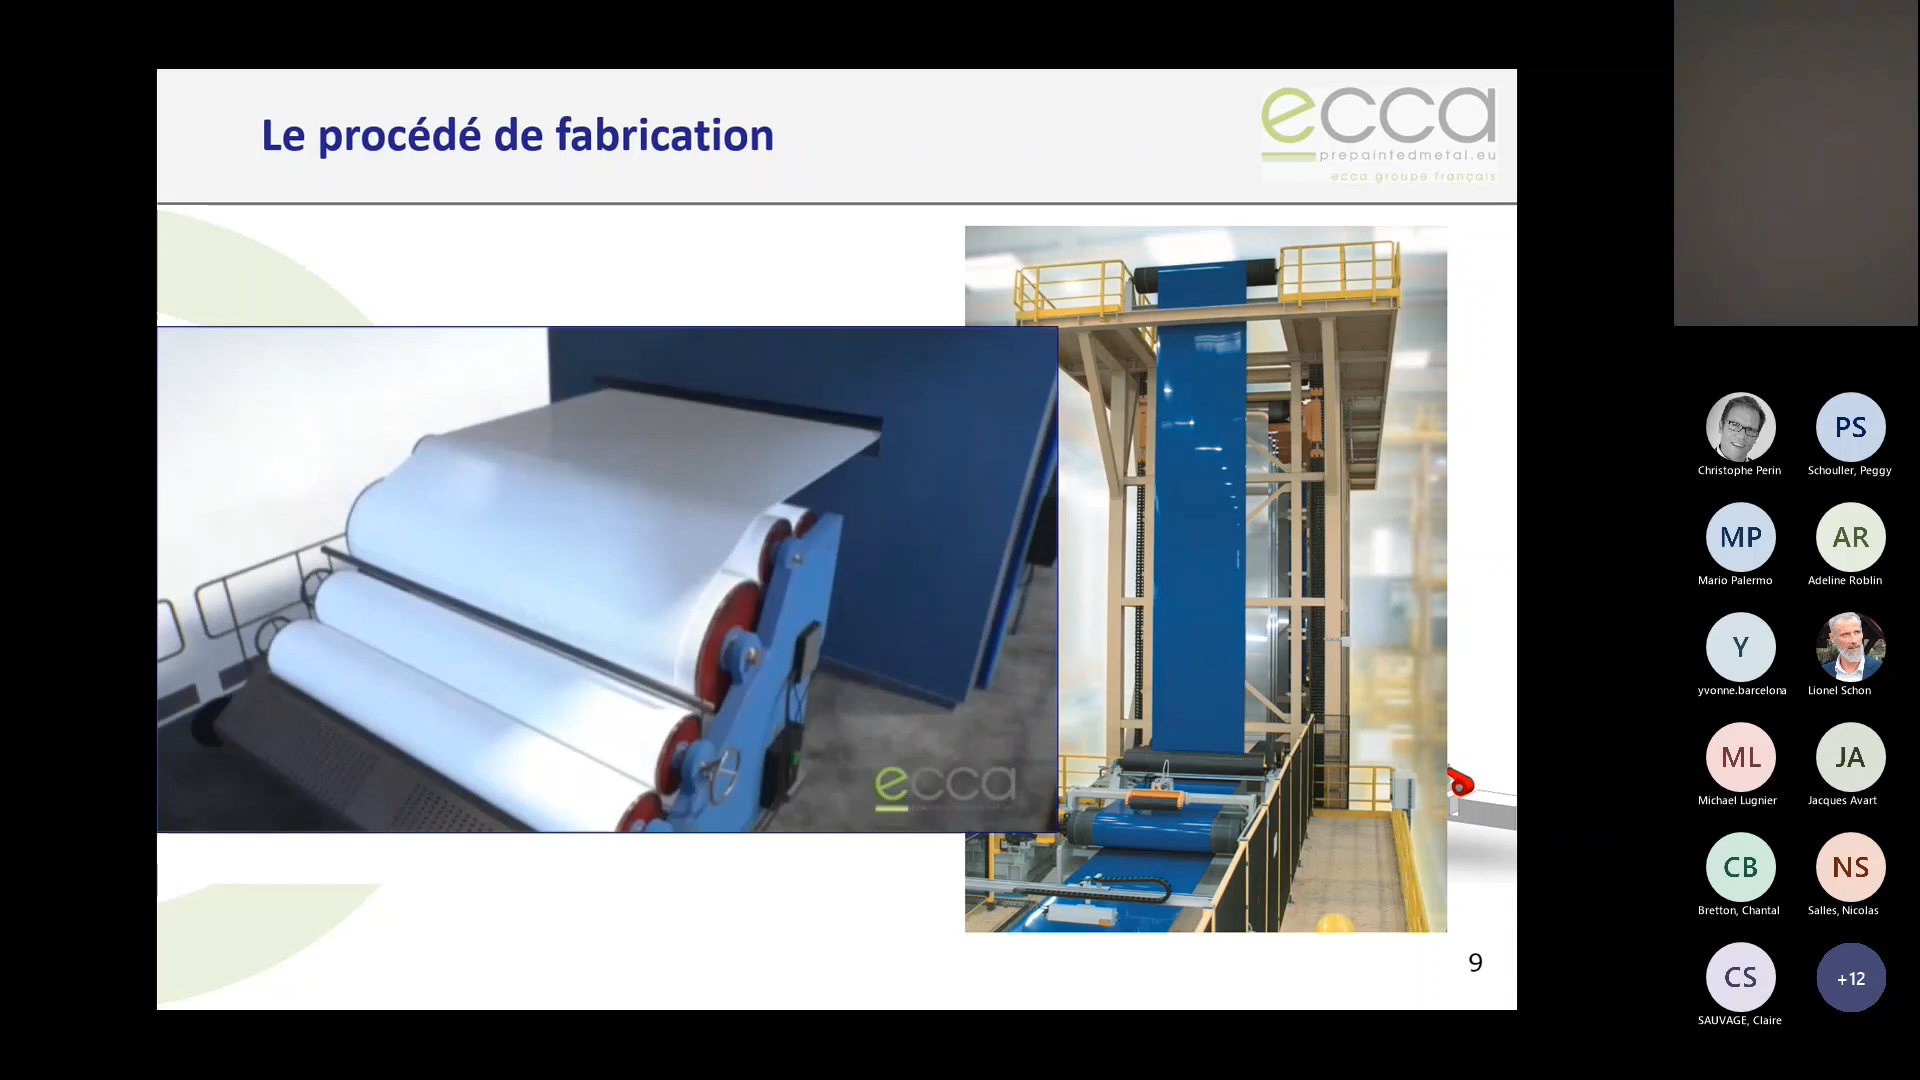 Le procédé de fabrication
ecca
prepaintedmetal.eu
ecca groupe français
ecca
9
Christophe Perin
PS
Schouller, Peggy
MP
Mario Palermo
AR
Adeline Roblin
Y
yvonne.barcelona
Lionel Schon
ML
Michael Lugnier
JA
Jacques Avart
CB
Bretton, Chantal
NS
Salles, Nicolas
CS
SAUVAGE, Claire
+12